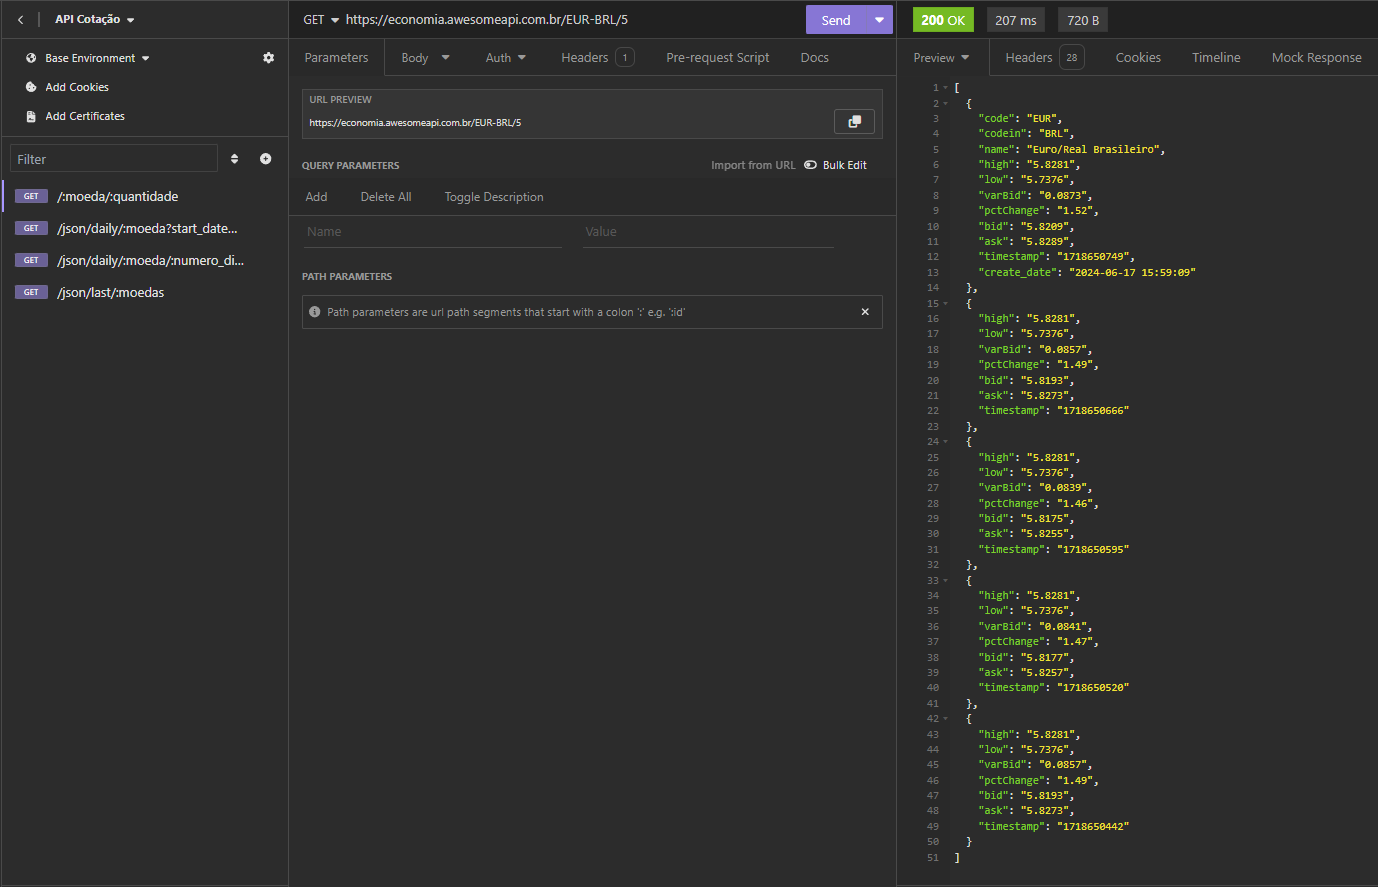 API Cotação
Base Environment
Add Cookies
Add Certificates
Filter
GET /:moeda/:quantidade
GET /json/daily/:moeda?start_date...
GET /json/daily/:moeda/:numero_di...
GET /json/last/:moedas
GET https://economia.awesomeapi.com.br/EUR-BRL/5
Send
Parameters Body Auth Headers 1 Pre-request Script Docs
URL PREVIEW
https://economia.awesomeapi.com.br/EUR-BRL/5
QUERY PARAMETERS Import from URL Bulk Edit
Add Delete All Toggle Description
Name Value
PATH PARAMETERS
Path parameters are url path segments that start with a colon ':' e.g. ':id'
200 OK 207 ms 720 B
Preview Headers 28 Cookies Timeline Mock Response
1 [
2 {
3 "code": "EUR",
4 "codein": "BRL",
5 "name": "Euro/Real Brasileiro",
6 "high": "5.8281",
7 "low": "5.7376",
8 "varBid": "0.0873",
9 "pctChange": "1.52",
10 "bid": "5.8209",
11 "ask": "5.8289",
12 "timestamp": "1718650749",
13 "create_date": "2024-06-17 15:59:09"
14 },
15 {
16 "high": "5.8281",
17 "low": "5.7376",
18 "varBid": "0.0857",
19 "pctChange": "1.49",
20 "bid": "5.8193",
21 "ask": "5.8273",
22 "timestamp": "1718650666"
23 },
24 {
25 "high": "5.8281",
26 "low": "5.7376",
27 "varBid": "0.0839",
28 "pctChange": "1.46",
29 "bid": "5.8175",
30 "ask": "5.8255",
31 "timestamp": "1718650595"
32 },
33 {
34 "high": "5.8281",
35 "low": "5.7376",
36 "varBid": "0.0841",
37 "pctChange": "1.47",
38 "bid": "5.8177",
39 "ask": "5.8257",
40 "timestamp": "1718650520"
41 },
42 {
43 "high": "5.8281",
44 "low": "5.7376",
45 "varBid": "0.0857",
46 "pctChange": "1.49",
47 "bid": "5.8193",
48 "ask": "5.8273",
49 "timestamp": "1718650442"
50 }
51 ]